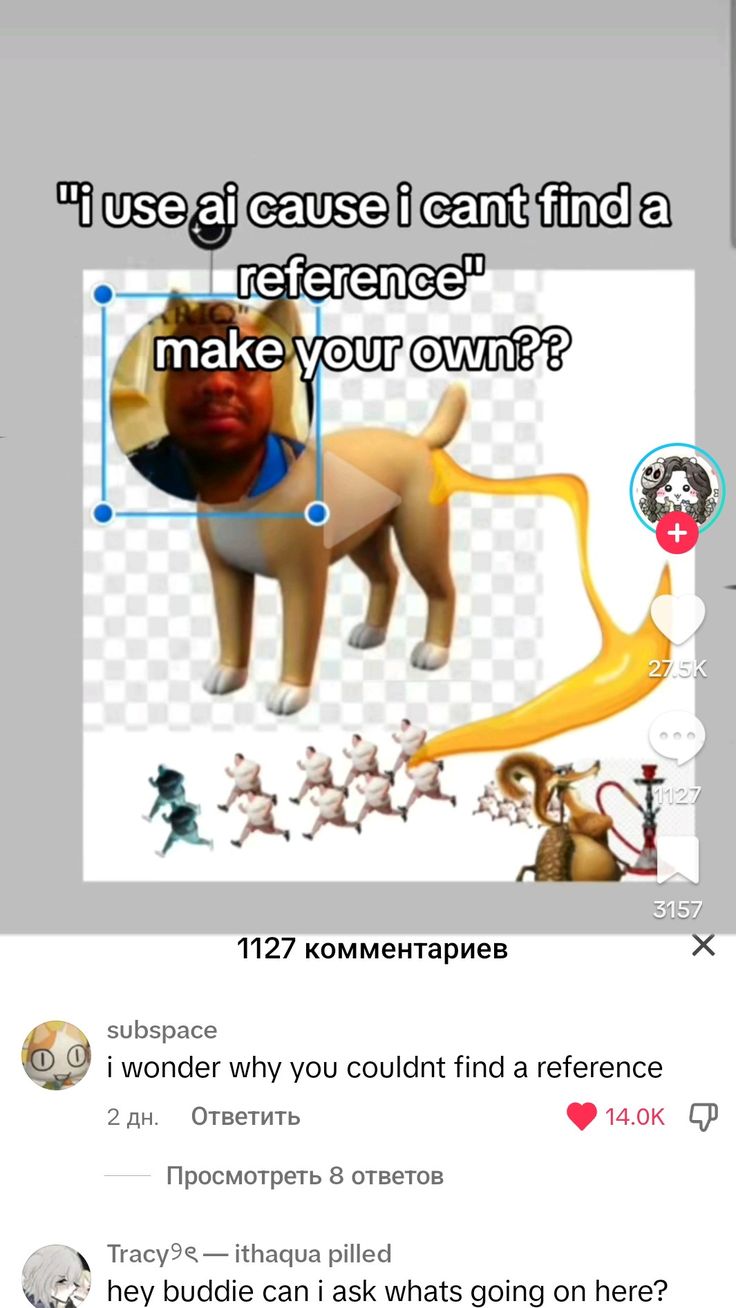 "i use ai cause i cant find a
reference"
make your own??
27.5K
1127
3157
1127 комментариев
subspace
i wonder why you couldnt find a reference
2 дн. Ответить 14.0K
Просмотреть 8 ответов
Tracy୨ৎ — ithaqua pilled
hey buddie can i ask whats going on here?